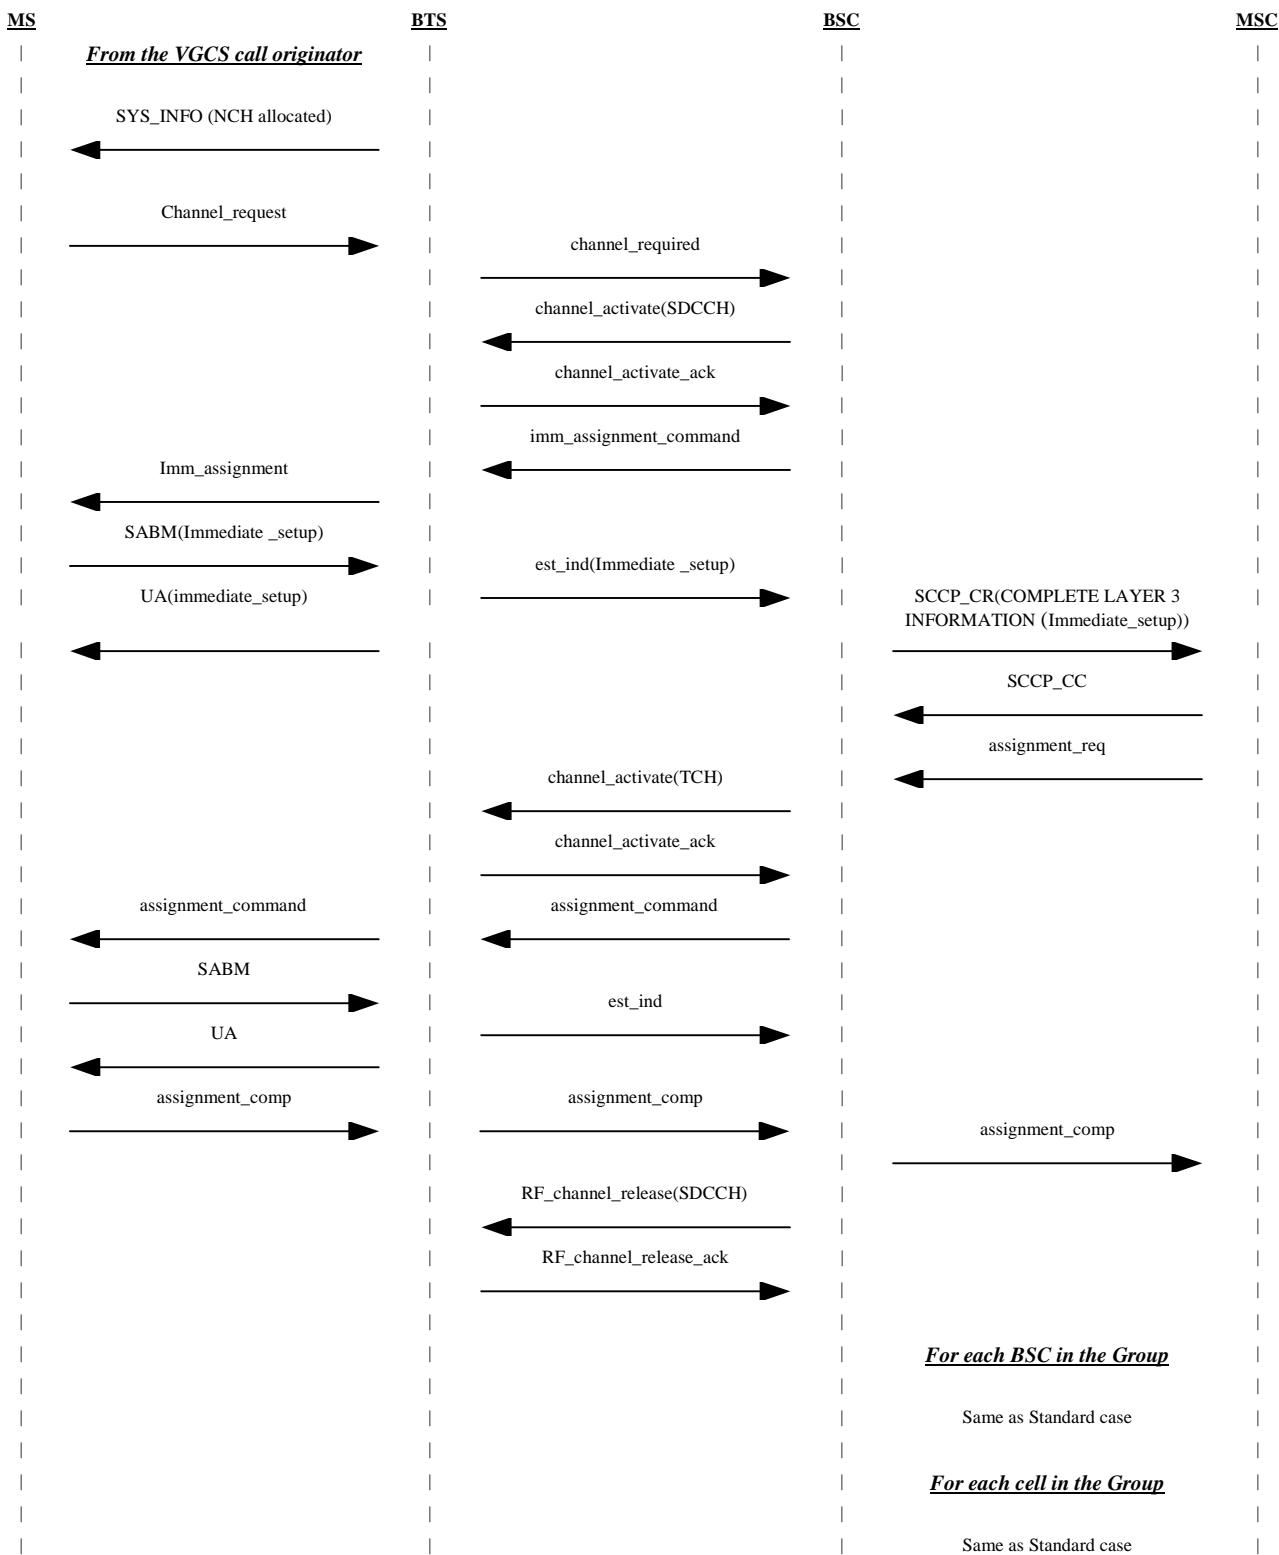 MS BTS BSC MSC
From the VGCS call originator
SYS_INFO (NCH allocated)
Channel_request
channel_required
channel_activate(SDCCH)
channel_activate_ack
imm_assignment_command
Imm_assignment
SABM(Immediate _setup)
est_ind(Immediate _setup)
UA(immediate_setup)
SCCP_CR(COMPLETE LAYER 3
INFORMATION (Immediate_setup))
SCCP_CC
assignment_req
channel_activate(TCH)
channel_activate_ack
assignment_command assignment_command
SABM
est_ind
UA
assignment_comp assignment_comp
assignment_comp
RF_channel_release(SDCCH)
RF_channel_release_ack
For each BSC in the Group
Same as Standard case
For each cell in the Group
Same as Standard case